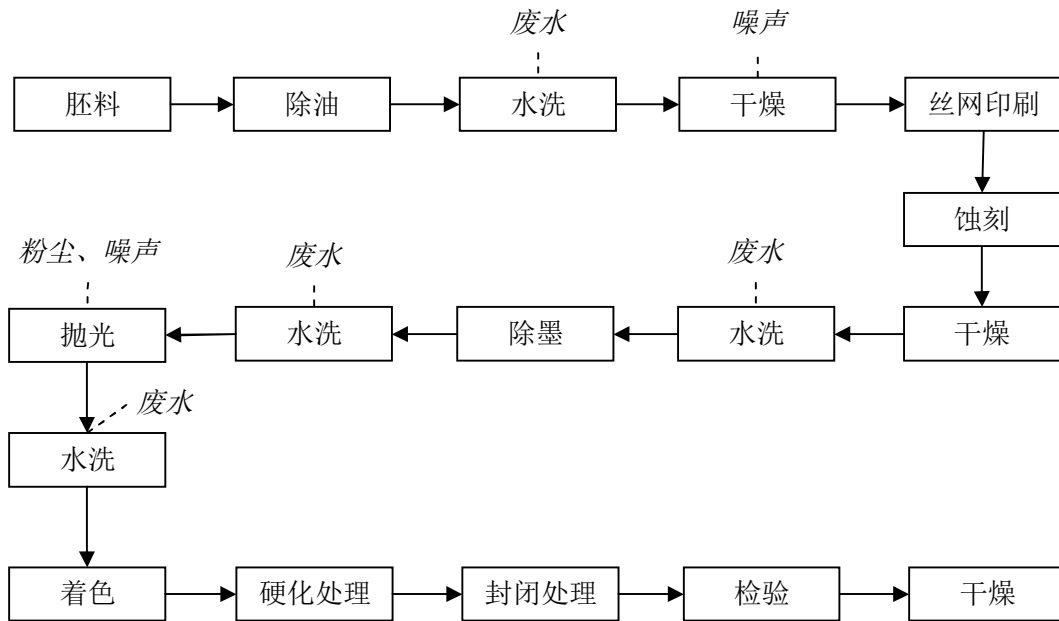 废水
噪声
胚料
除油
水洗
干燥
丝网印刷
蚀刻
粉尘、噪声
废水
废水
抛光
水洗
除墨
水洗
干燥
废水
水洗
着色
硬化处理
封闭处理
检验
干燥